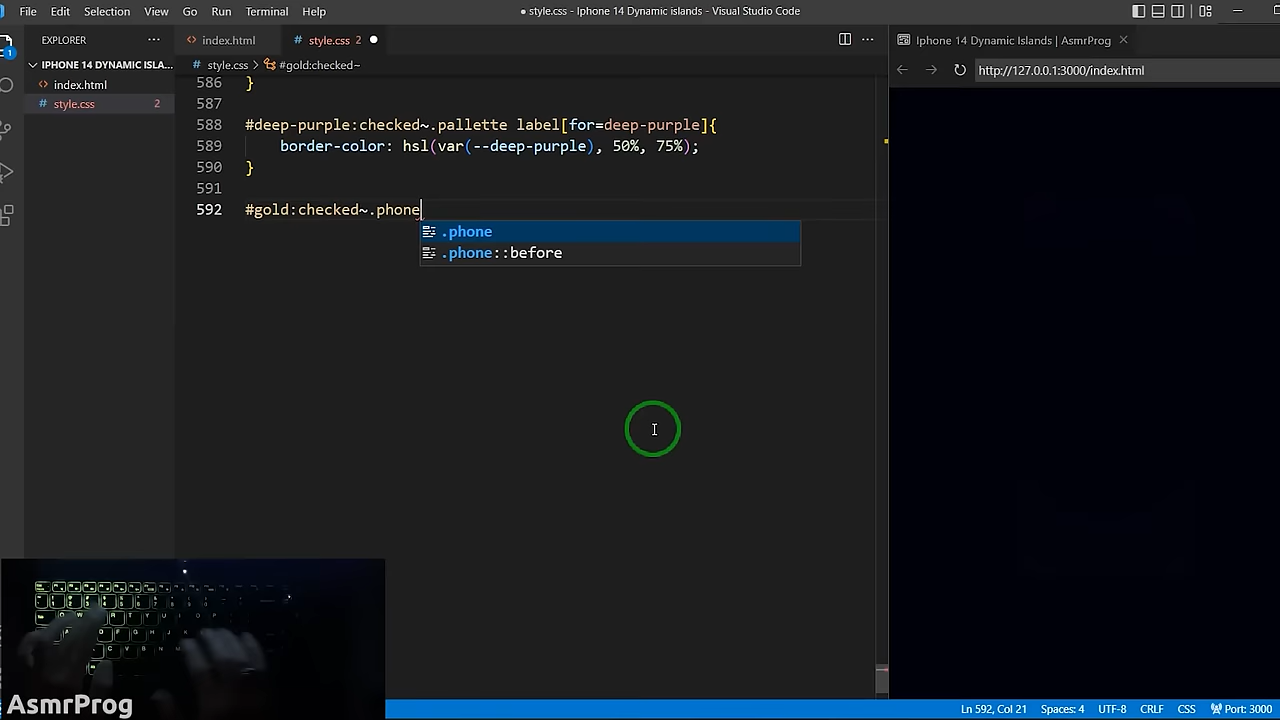 File Edit Selection View Go Run Terminal Help
● style.css - Iphone 14 Dynamic islands - Visual Studio Code
EXPLORER ···
IPHONE 14 DYNAMIC ISLA...
index.html
style.css 2
1
index.html
style.css 2
style.css > #gold:checked~
586 }
587
588 #deep-purple:checked~.pallette label[for=deep-purple]{
589 border-color: hsl(var(--deep-purple), 50%, 75%);
590 }
591
592 #gold:checked~.phone
.phone
.phone::before
Iphone 14 Dynamic Islands | AsmrProg
http://127.0.0.1:3000/index.html
AsmrProg
Ln 592, Col 21 Spaces: 4 UTF-8 CRLF CSS Port: 3000